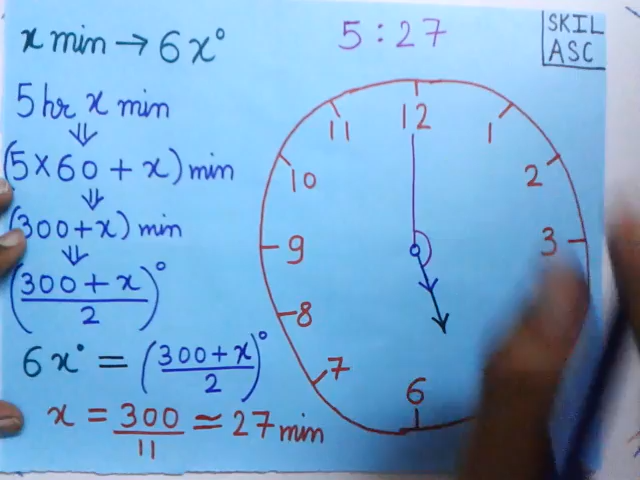 x min → 6x°
5 : 27
SKIL
ASC
5 hr x min
⇓
(5×60 + x) min
⇓
(300+x) min
⇓
(300 + x / 2)°
6x° = (300+x / 2)°
x = 300/11 ≃ 27 min
12
1
2
3
6
7
8
9
10
11